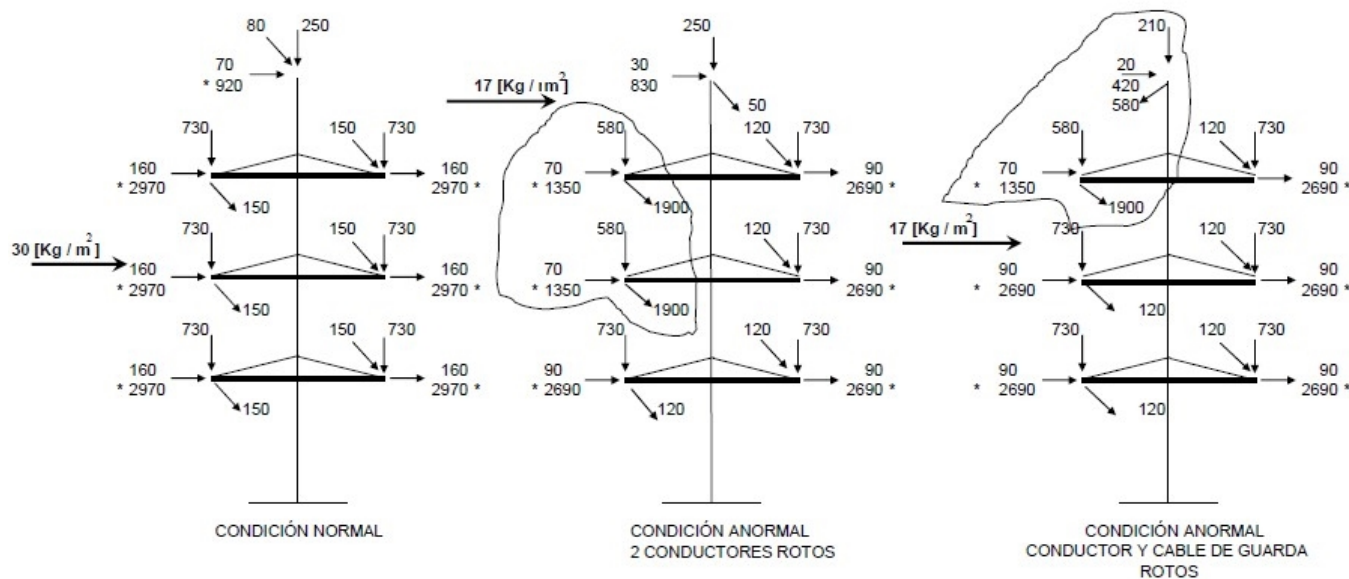 80 250
70
* 920
730 150 730
160 160
* 2970 2970 *
150
30 [Kg / m²]
730 150 730
160 160
* 2970 2970 *
150
730 150 730
160 160
* 2970 2970 *
150
CONDICIÓN NORMAL
17 [Kg / m²]
250
30
830
50
580 120 730
70 90
* 1350 2690 *
1900
580 120 730
70 90
* 1350 2690 *
1900
730 120 730
90 90
* 2690 2690 *
120
CONDICIÓN ANORMAL
2 CONDUCTORES ROTOS
210
20
420
580
580 120 730
70 90
* 1350 2690 *
1900
17 [Kg / m²]
730 120 730
90 90
* 2690 2690 *
120
730 120 730
90 90
* 2690 2690 *
120
CONDICIÓN ANORMAL
CONDUCTOR Y CABLE DE GUARDA
ROTOS